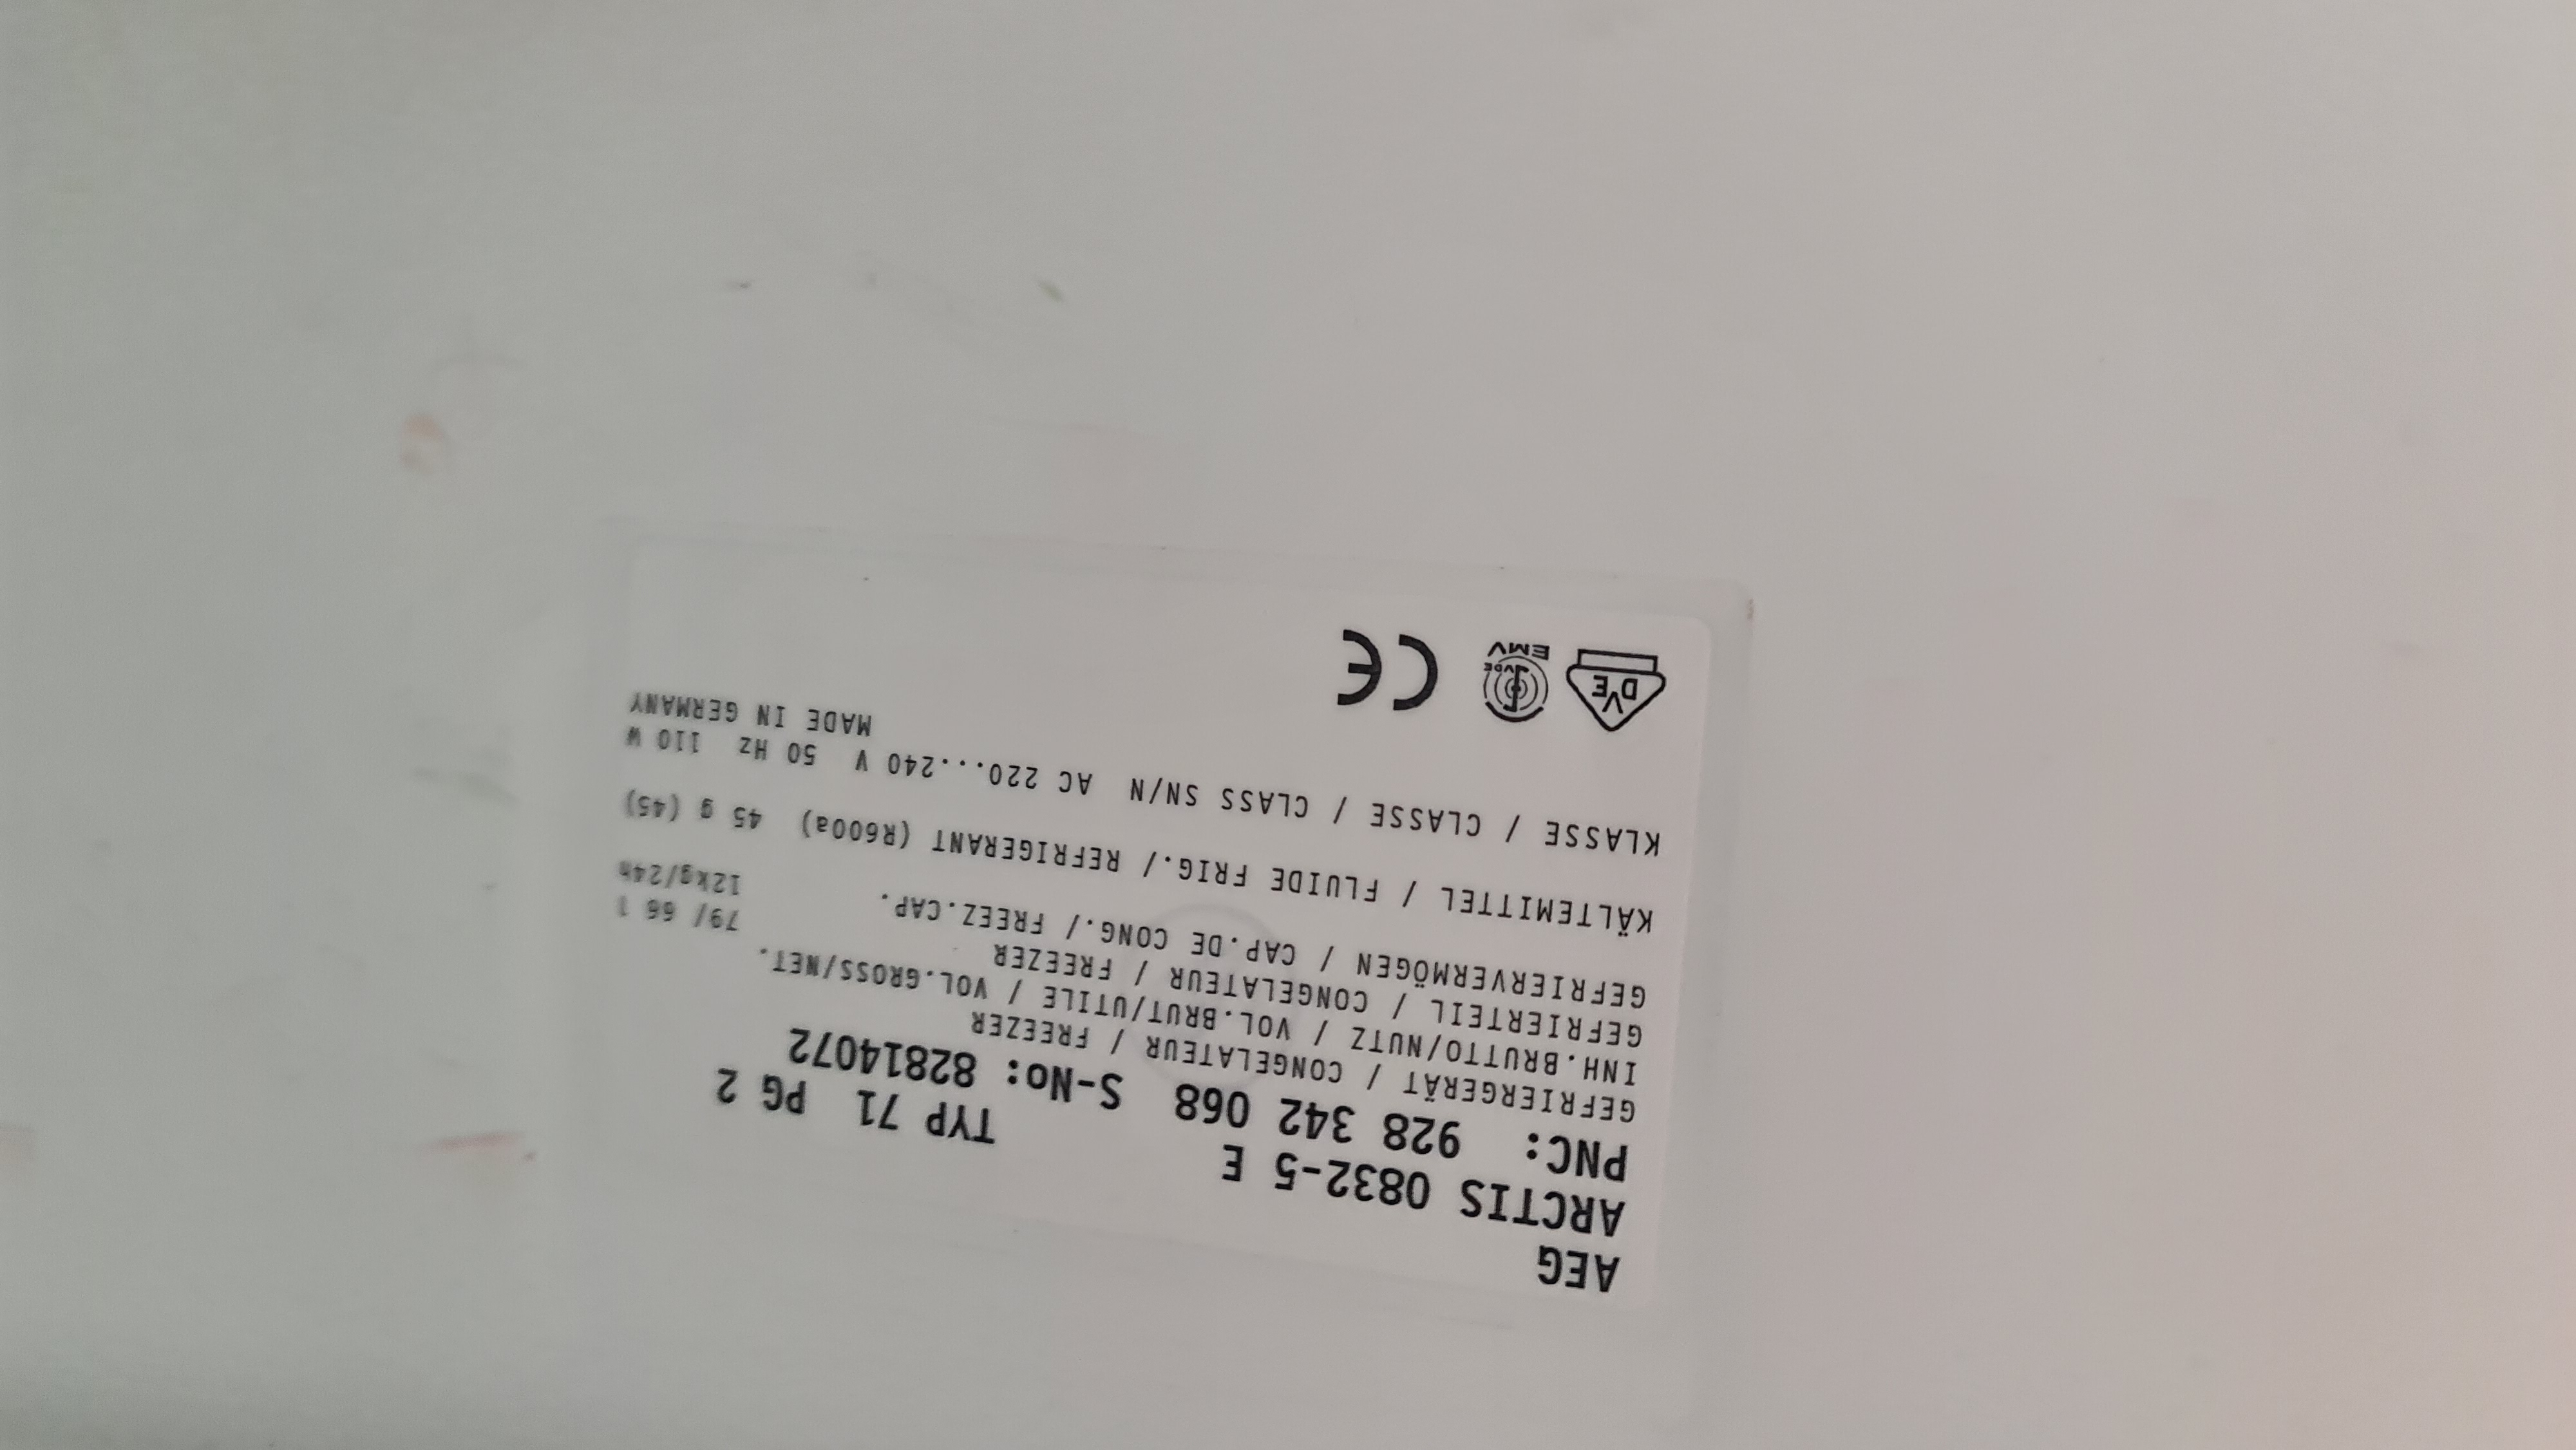 AEG
ARCTIS 0832-5 E TYP 71 PG 2
PNC: 928 342 068 S-No: 82814072
GEFRIERGERÄT / CONGELATEUR / FREEZER
INH.BRUTTO/NUTZ / VOL.BRUT/UTILE / VOL.GROSS/NET.
GEFRIERTEIL / CONGELATEUR / FREEZER 79/ 66 l
GEFRIERVERMÖGEN / CAP.DE CONG./ FREEZ.CAP. 12kg/24h
KÄLTEMITTEL / FLUIDE FRIG./ REFRIGERANT (R600a) 45 g (45)
KLASSE / CLASSE / CLASS SN/N AC 220...240 V 50 Hz 110 W
MADE IN GERMANY
DVE VDE EMV CE